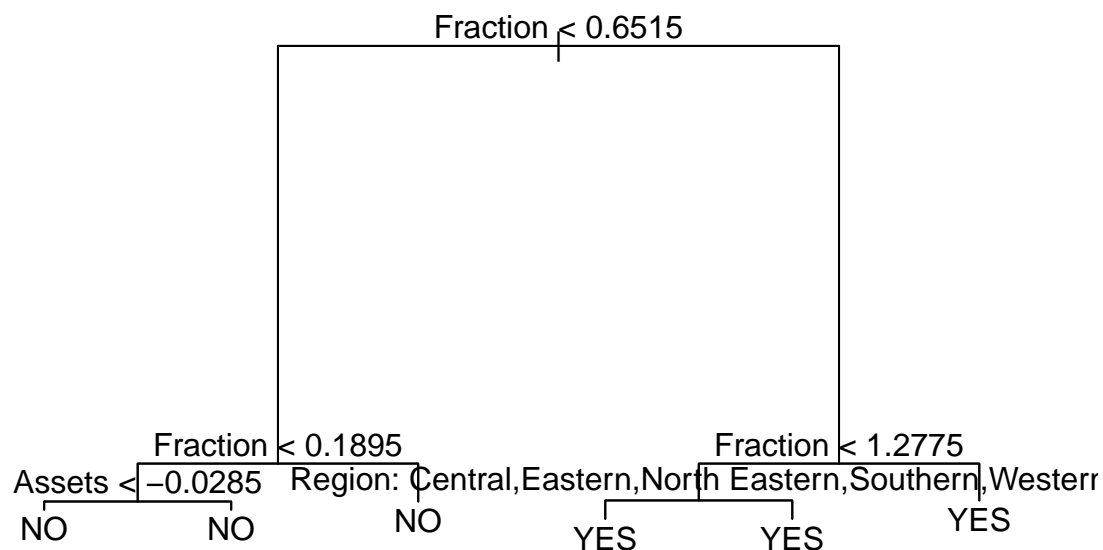 Fraction < 0.6515
Fraction < 0.1895
Fraction < 1.2775
Assets < −0.0285
Region: Central,Eastern,North Eastern,Southern,Western
NO
NO
NO
YES
YES
YES